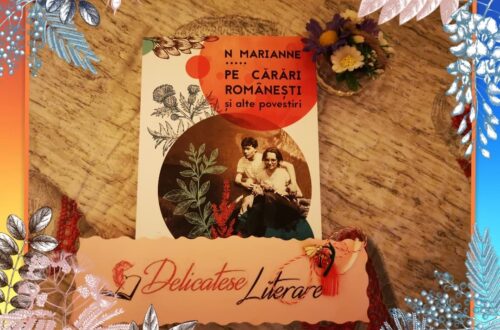 N MARIANNE
PE CĂRĂRI
ROMÂNEȘTI
și alte povestiri
Delicatese Literare